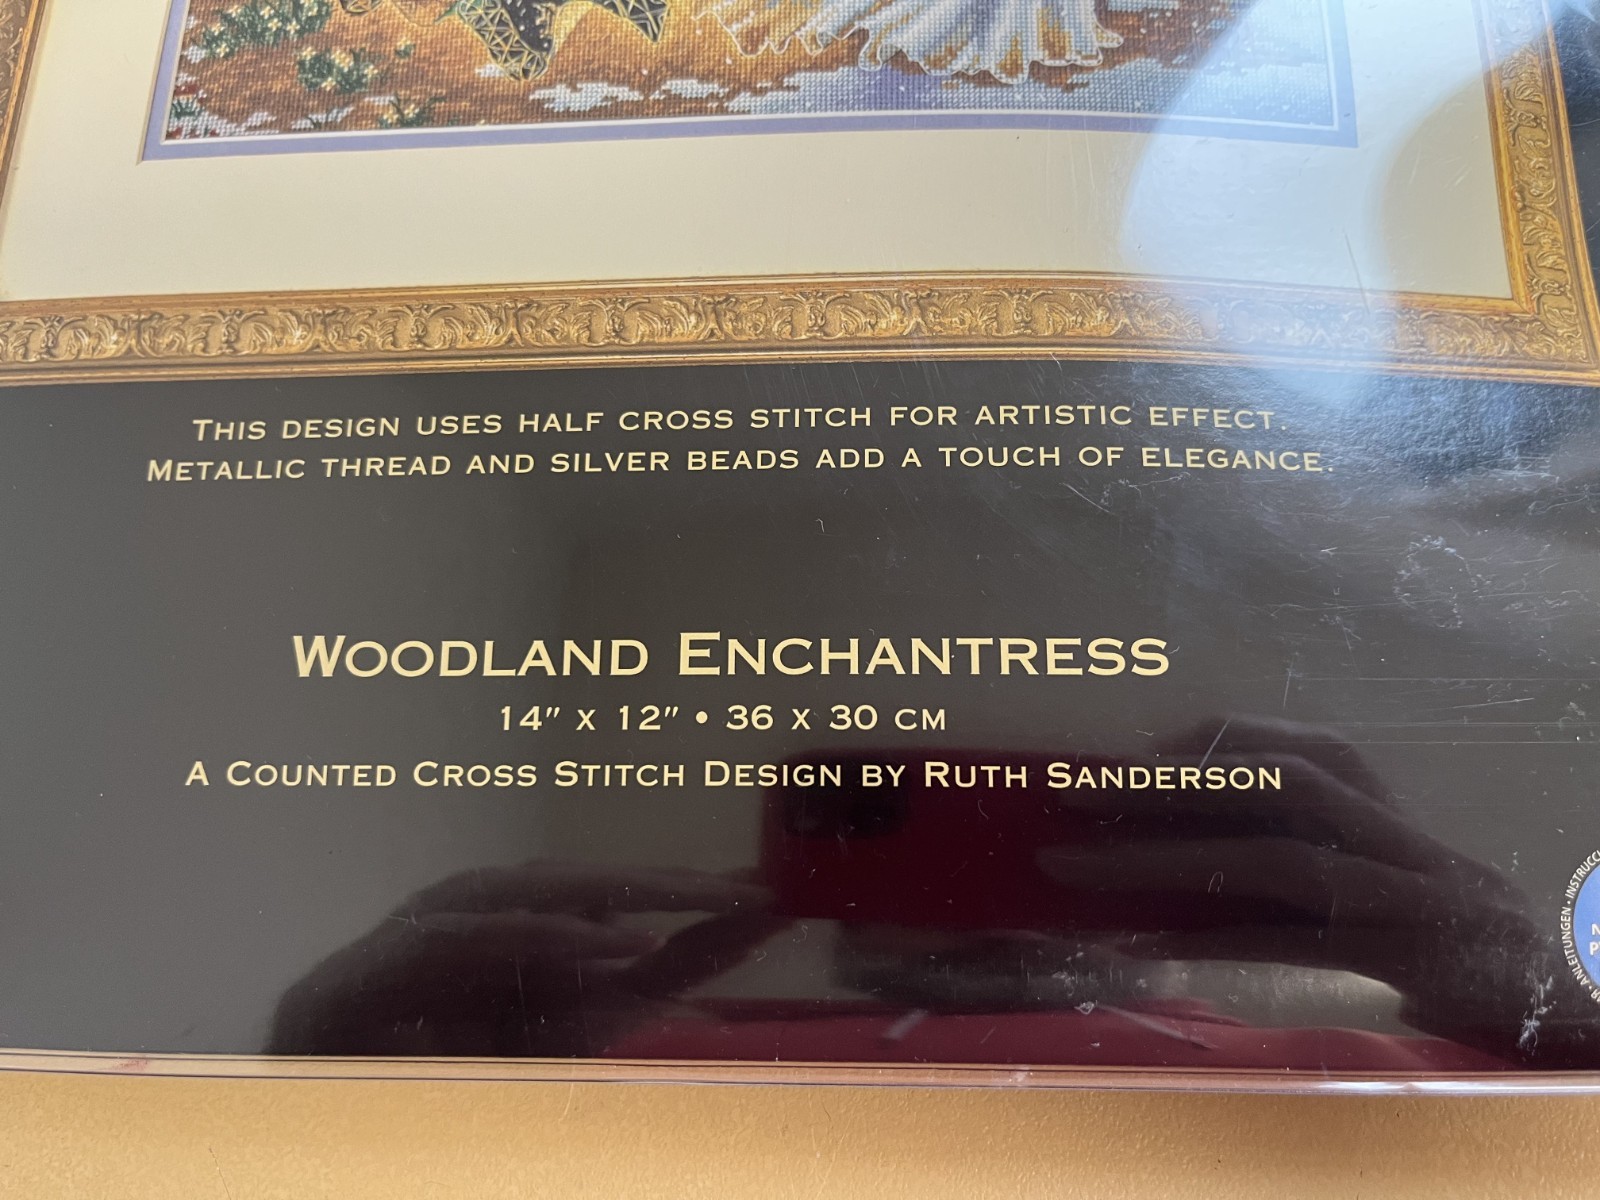 THIS DESIGN USES HALF CROSS STITCH FOR ARTISTIC EFFECT.
METALLIC THREAD AND SILVER BEADS ADD A TOUCH OF ELEGANCE.
WOODLAND ENCHANTRESS
14" X 12" • 36 X 30 CM
A COUNTED CROSS STITCH DESIGN BY RUTH SANDERSON
ANLEITUNGEN •